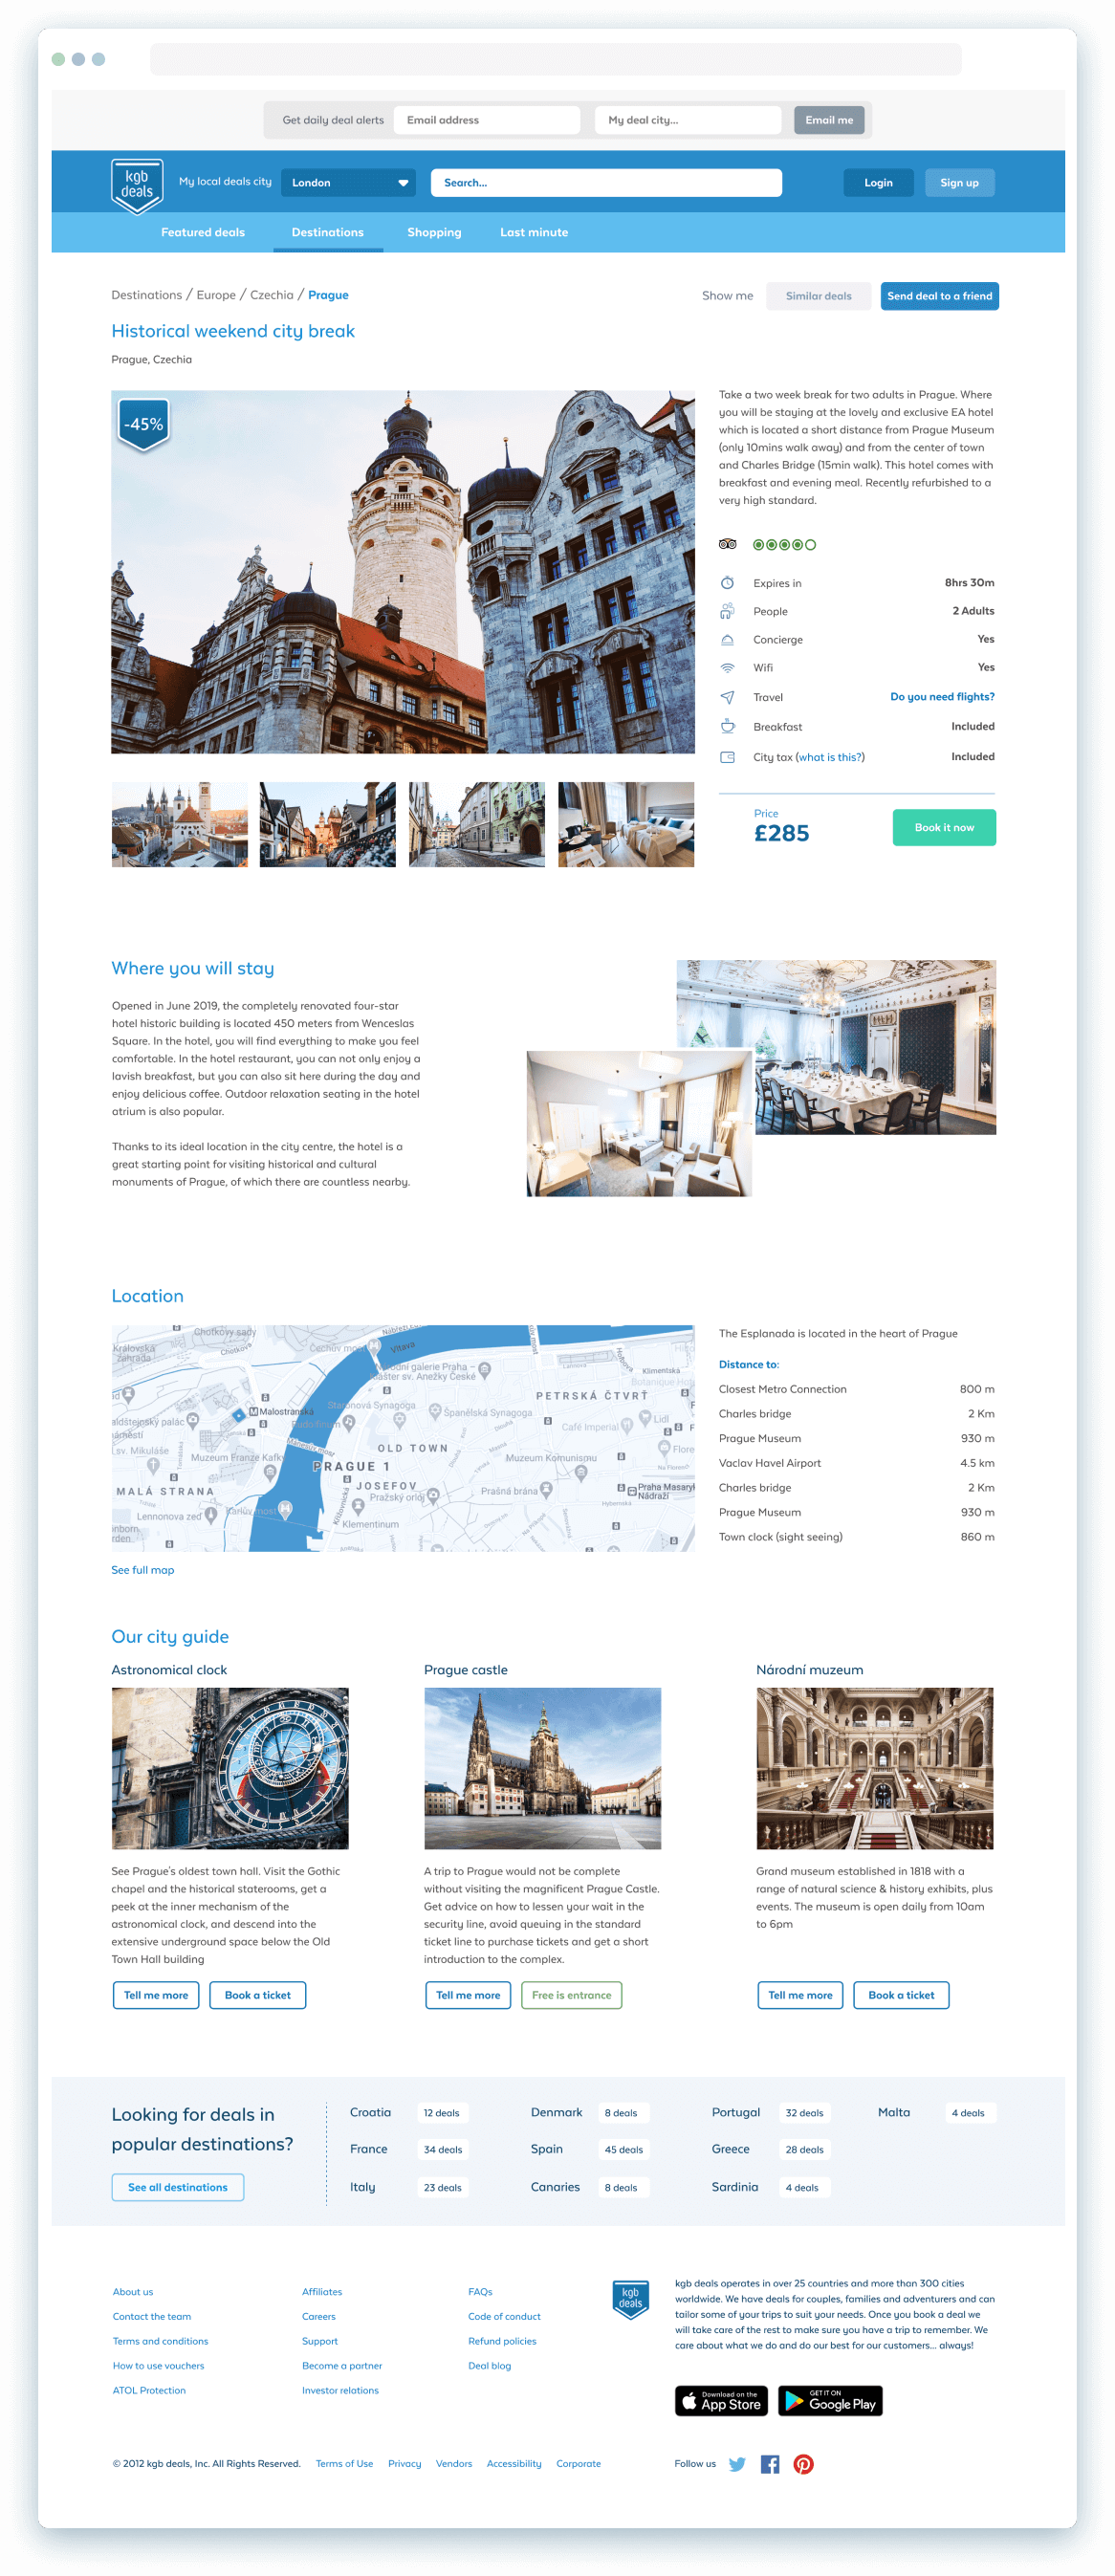 Get daily deal alerts
Email address
My deal city...
Email me
kgb
deals
My local deals city
London
Search...
Login
Sign up
Featured deals
Destinations
Shopping
Last minute
Destinations / Europe / Czechia / Prague
Show me
Similar deals
Send deal to a friend
Historical weekend city break
Prague, Czechia
-45%
Take a two week break for two adults in Prague. Where
you will be staying at the lovely and exclusive EA hotel
which is located a short distance from Prague Museum
(only 10mins walk away) and from the center of town
and Charles Bridge (15min walk). This hotel comes with
breakfast and evening meal. Recently refurbished to a
very high standard.
Expires in 8hrs 30m
People 2 Adults
Concierge Yes
Wifi Yes
Travel Do you need flights?
Breakfast Included
City tax (what is this?) Included
Price
£285
Book it now
Where you will stay
Opened in June 2019, the completely renovated four-star
hotel historic building is located 450 meters from Wenceslas
Square. In the hotel, you will find everything to make you feel
comfortable. In the hotel restaurant, you can not only enjoy a
lavish breakfast, but you can also sit here during the day and
enjoy delicious coffee. Outdoor relaxation seating in the hotel
atrium is also popular.
Thanks to its ideal location in the city centre, the hotel is a
great starting point for visiting historical and cultural
monuments of Prague, of which there are countless nearby.
Location
Chotkovy sady
Královská
zahrada
Chotkova
Čechův most
Vltava
Národní galerie Praha –
klášter sv. Anežky České
Klimentská
Botanique Hotel
PETRSKÁ ČTVRŤ
Malostranská
Staronová Synagoga
Španělská Synagoga
Rudolfinum
Café Imperial
Lidl
sv. Mikuláše
Mánesův most
OLD TOWN
Muzeum Franze Kafky
Muzeum Komunismu
PRAGUE 1
JOSEFOV
MALÁ STRANA
Pražský orloj
Prašná brána
Praha Masaryk
Nádraží
Hybernská
Lennonova zeď
Karlův most
Křižovnická
Klementinum
See full map
The Esplanada is located in the heart of Prague
Distance to:
Closest Metro Connection 800 m
Charles bridge 2 Km
Prague Museum 930 m
Vaclav Havel Airport 4.5 km
Charles bridge 2 Km
Prague Museum 930 m
Town clock (sight seeing) 860 m
Our city guide
Astronomical clock
See Prague's oldest town hall. Visit the Gothic
chapel and the historical staterooms, get a
peek at the inner mechanism of the
astronomical clock, and descend into the
extensive underground space below the Old
Town Hall building
Tell me more
Book a ticket
Prague castle
A trip to Prague would not be complete
without visiting the magnificent Prague Castle.
Get advice on how to lessen your wait in the
security line, avoid queuing in the standard
ticket line to purchase tickets and get a short
introduction to the complex.
Tell me more
Free is entrance
Národní muzeum
Grand museum established in 1818 with a
range of natural science & history exhibits, plus
events. The museum is open daily from 10am
to 6pm
Tell me more
Book a ticket
Looking for deals in
popular destinations?
See all destinations
Croatia 12 deals
France 34 deals
Italy 23 deals
Denmark 8 deals
Spain 45 deals
Canaries 8 deals
Portugal 32 deals
Greece 28 deals
Sardinia 4 deals
Malta 4 deals
About us
Contact the team
Terms and conditions
How to use vouchers
ATOL Protection
Affiliates
Careers
Support
Become a partner
Investor relations
FAQs
Code of conduct
Refund policies
Deal blog
kgb
deals
kgb deals operates in over 25 countries and more than 300 cities
worldwide. We have deals for couples, families and adventurers and can
tailor some of your trips to suit your needs. Once you book a deal we
will take care of the rest to make sure you have a trip to remember. We
care about what we do and do our best for our customers... always!
Download on the
App Store
GET IT ON
Google Play
© 2012 kgb deals, Inc. All Rights Reserved.
Terms of Use
Privacy
Vendors
Accessibility
Corporate
Follow us